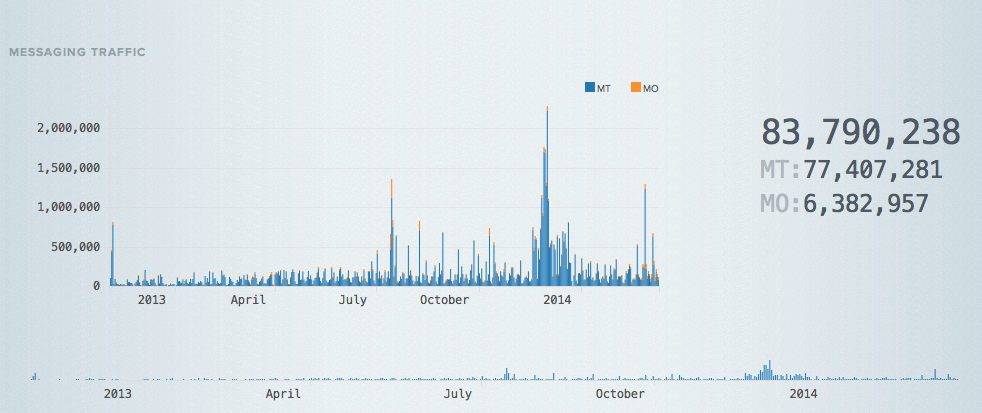 MESSAGING TRAFFIC
MT MO
2,000,000
1,500,000
1,000,000
500,000
0
2013 April July October 2014
83,790,238
MT:77,407,281
MO:6,382,957
2013 April July October 2014